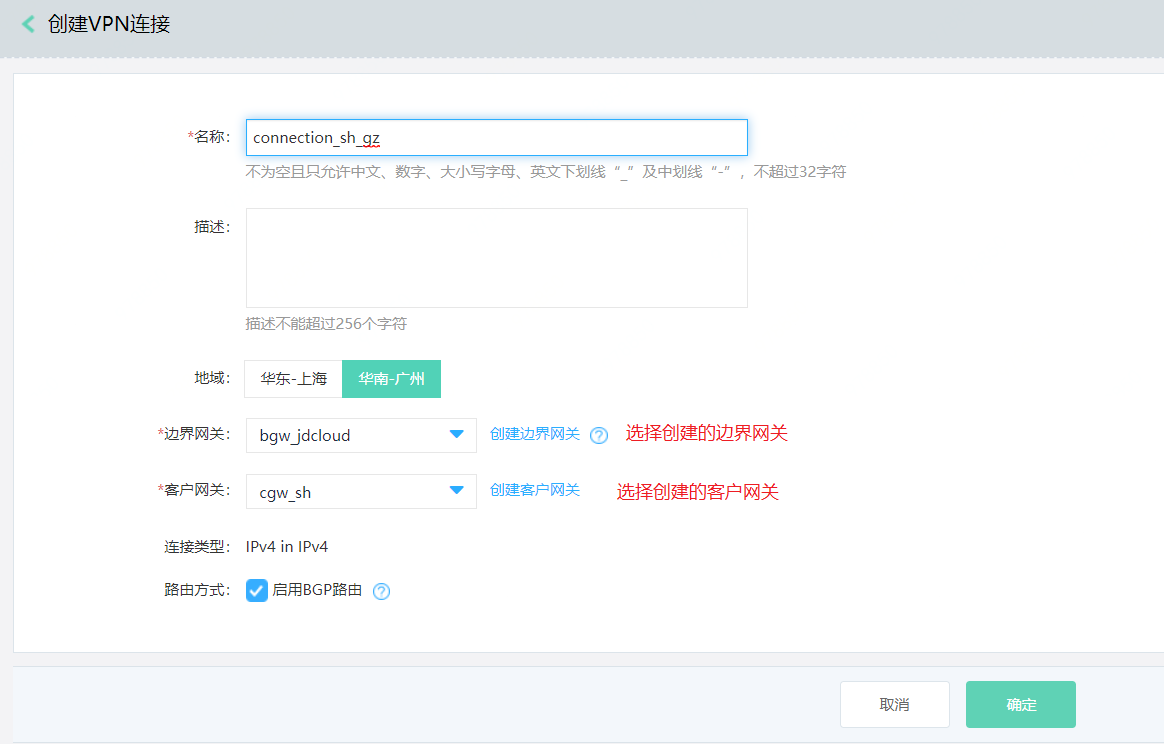 创建VPN连接
*名称: connection_sh_gz
不为空且只允许中文、数字、大小写字母、英文下划线“_”及中划线“-”，不超过32字符
描述:
描述不能超过256个字符
地域: 华东-上海 华南-广州
*边界网关: bgw_jdcloud 创建边界网关 ? 选择创建的边界网关
*客户网关: cgw_sh 创建客户网关 选择创建的客户网关
连接类型: IPv4 in IPv4
路由方式: 启用BGP路由 ?
取消 确定